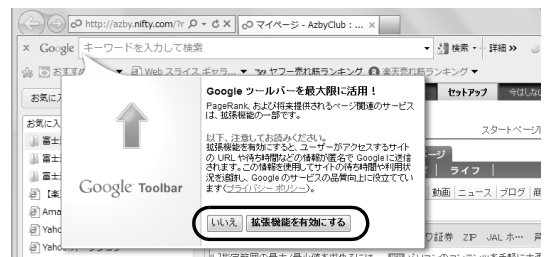 http://azby.nifty.com/?r
マイページ - AzbyClub : ...
× Google キーワードを入力して検索 検索 詳細 »
Web スライス ギャラ... ヤフー売れ筋ランキング 楽天売れ筋ランキング
お気に入
セットアップ 今はしな
Google ツールバーを最大限に活用！
PageRank、および将来提供されるページ関連のサービス
は、拡張機能の一部です。
以下、注意してお読みください。
拡張機能を有効にすると、ユーザーがアクセスするサイト
の URL や待ち時間などの情報が匿名で Google に送信
されます。この情報を使用してサイトの待ち時間や利用状
況を追跡し、Google のサービスの品質向上に役立ててい
ます(プライバシー ポリシー)。
Google Toolbar
いいえ 拡張機能を有効にする
お気に入
富士
富士
富士
【楽
Ama
Yaho
Yaho
スタートページ
ージ
ライフ
動画 ニュース ブログ
証券 ZIP JAL ホ…